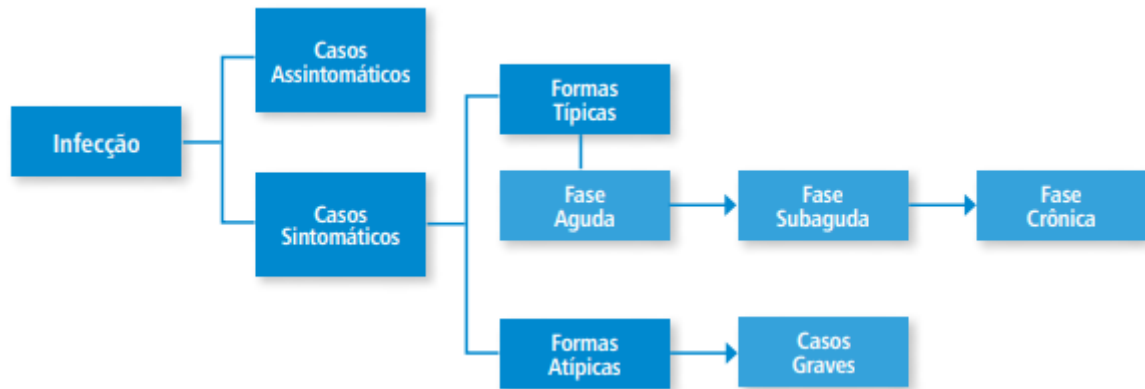 Infecção
Casos
Assintomáticos
Casos
Sintomáticos
Formas
Típicas
Fase
Aguda
Fase
Subaguda
Fase
Crônica
Formas
Atípicas
Casos
Graves